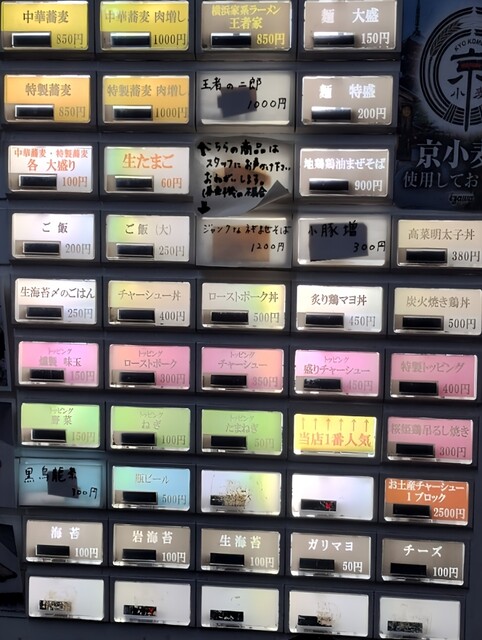 中華蕎麦
850円
中華蕎麦 肉増し
1000円
横浜家系ラーメン
王者家
850円
麺 大盛
150円
特製蕎麦
850円
特製蕎麦 肉増し
1000円
王者の二郎
1000円
麺 特盛
200円
中華蕎麦・特製蕎麦
各 大盛り
100円
生たまご
60円
こちらの商品は
スタッフにお声がけ下さい
おねがいします。
↓
地鶏鶏油まぜそば
900円
京小麦
使用してお
ご飯
200円
ご飯(大)
250円
1200円
小豚増
300円
高菜明太子丼
380円
生海苔〆のごはん
250円
チャーシュー丼
400円
ローストポーク丼
500円
炙り鶏マヨ丼
450円
炭火焼き鶏丼
500円
トッピング
燻製 味玉
150円
トッピング
ローストポーク
300円
トッピング
チャーシュー
350円
トッピング
盛りチャーシュー
450円
特製トッピング
400円
トッピング
野菜
150円
トッピング
ねぎ
100円
トッピング
たまねぎ
50円
↑↑↑↑↑↑
当店1番人気
桜姫鶏吊るし焼き
300円
黒烏龍茶
300円
瓶ビール
500円
お土産チャーシュー
1ブロック
2500円
海苔
100円
岩海苔
100円
生海苔
100円
ガリマヨ
50円
チーズ
100円